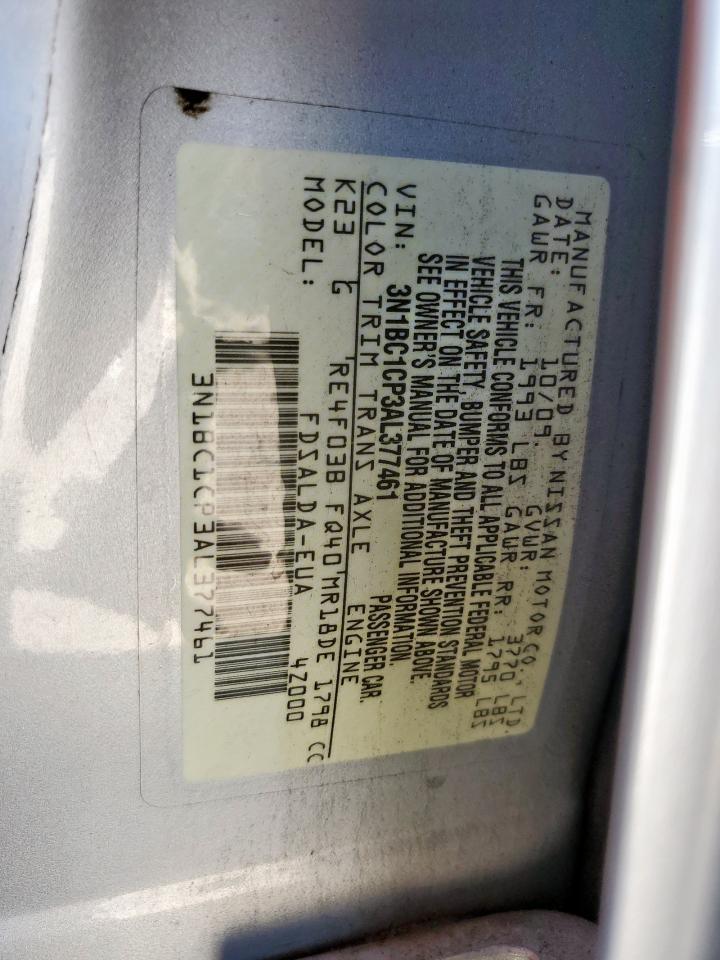 MANUFACTURED BY NISSAN MOTOR CO., LTD.
DATE: 10/09 GVWR: 3770 LBS
GAWR FR: 1993 LBS GAWR RR: 1795 LBS
THIS VEHICLE CONFORMS TO ALL APPLICABLE FEDERAL MOTOR
VEHICLE SAFETY, BUMPER AND THEFT PREVENTION STANDARDS
IN EFFECT ON THE DATE OF MANUFACTURE SHOWN ABOVE.
SEE OWNER'S MANUAL FOR ADDITIONAL INFORMATION.
VIN: 3N1BC1CP3AL377461 PASSENGER CAR.
COLOR TRIM TRANS AXLE ENGINE
K23 G RE4F03B FQ40 MR18DE 1798 CC
MODEL: FDSALDA-EUA 4Z000
3N1BC1CP3AL377461